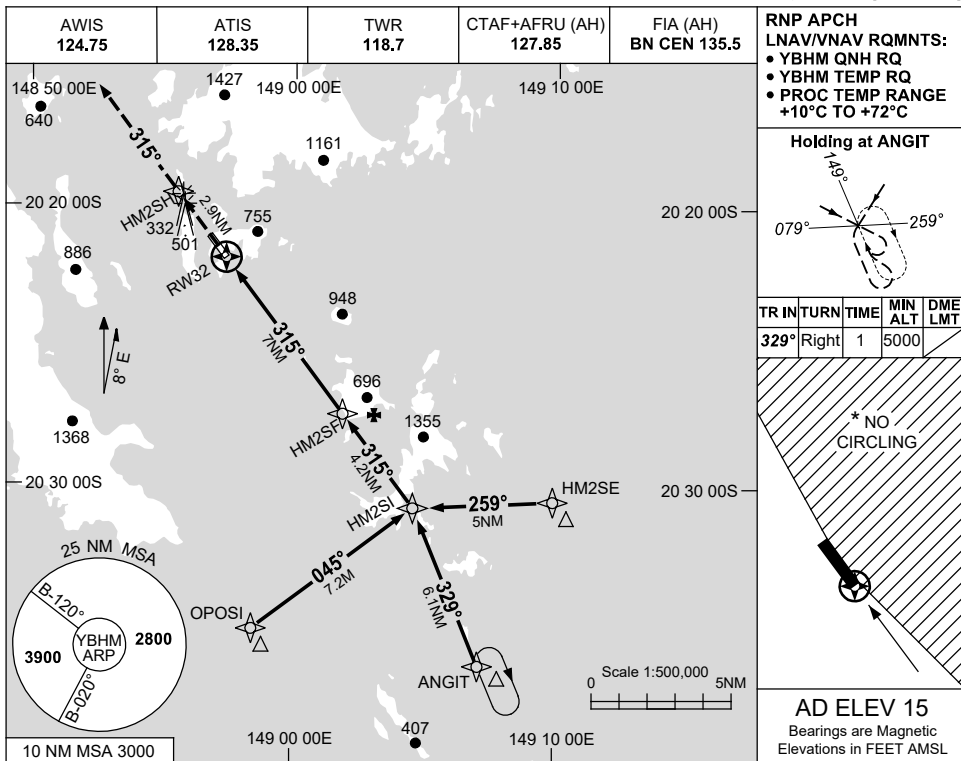 AWIS
124.75
ATIS
128.35
TWR
118.7
CTAF+AFRU (AH)
127.85
FIA (AH)
BN CEN 135.5
RNP APCH
LNAV/VNAV RQMNTS:
• YBHM QNH RQ
• YBHM TEMP RQ
• PROC TEMP RANGE
+10°C TO +72°C
148 50 00E
149 00 00E
149 10 00E
640
1427
1161
315°
HM2SH
2.9NM
332
501
755
20 20 00S
20 20 00S
886
RW32
948
8° E
315°
7NM
696
1355
HM2SF
1368
315°
4.2NM
20 30 00S
20 30 00S
HM2SI
259°
5NM
HM2SE
045°
7.2M
329°
6.1NM
OPOSI
ANGIT
25 NM MSA
B-120°
3900
YBHM
ARP
2800
B-020°
10 NM MSA 3000
407
Scale 1:500,000
0
5NM
149 00 00E
149 10 00E
Holding at ANGIT
149°
079°
259°
TR IN TURN TIME MIN ALT DME LMT
329° Right 1 5000
* NO
CIRCLING
AD ELEV 15
Bearings are Magnetic
Elevations in FEET AMSL